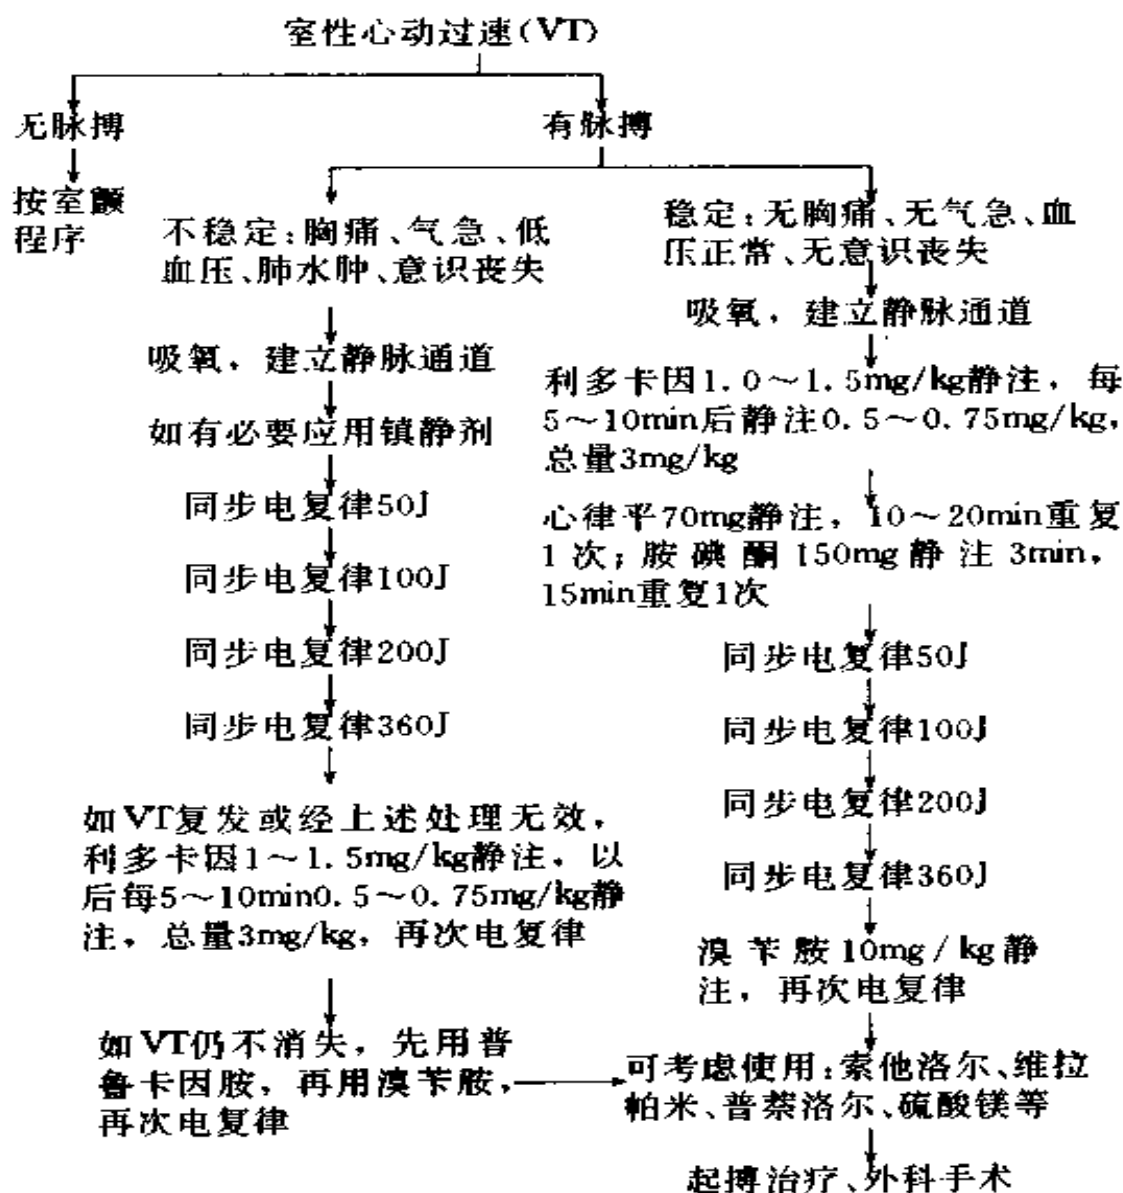 室性心动过速(VT)
无脉搏
有脉搏
按室颤
程序
不稳定:胸痛、气急、低
血压、肺水肿、意识丧失
吸氧，建立静脉通道
如有必要应用镇静剂
同步电复律50J
同步电复律100J
同步电复律200J
同步电复律360J
如VT复发或经上述处理无效，
利多卡因1～1.5mg/kg静注，以
后每5～10min0.5～0.75mg/kg静
注，总量3mg/kg，再次电复律
如VT仍不消失，先用普
鲁卡因胺，再用溴苄胺，
再次电复律
稳定:无胸痛、无气急、血
压正常、无意识丧失
吸氧，建立静脉通道
利多卡因1.0～1.5mg/kg静注，每
5～10min后静注0.5～0.75mg/kg，
总量3mg/kg
心律平70mg静注，10～20min重复
1次；胺碘酮150mg静注3min，
15min重复1次
同步电复律50J
同步电复律100J
同步电复律200J
同步电复律360J
溴苄胺10mg/kg静
注，再次电复律
可考虑使用:索他洛尔、维拉
帕米、普萘洛尔、硫酸镁等
起搏治疗、外科手术